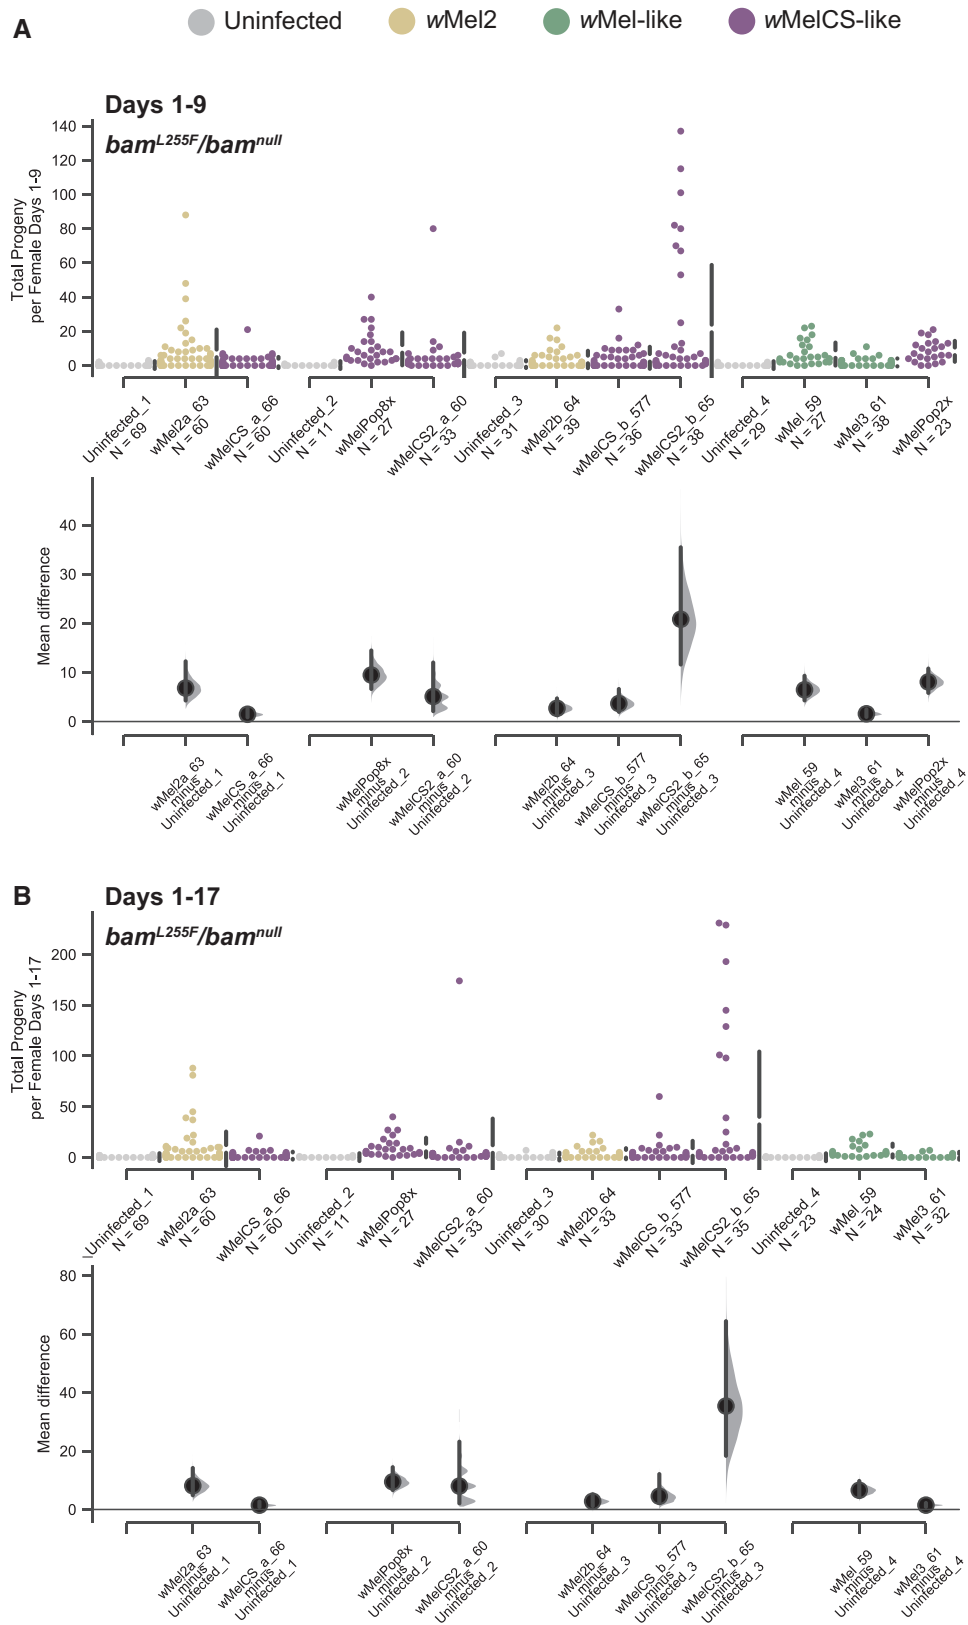 A
Uninfected
wMel2
wMel-like
wMelCS-like
Days 1-9
bam^L255F/bam^null
Total Progeny
per Female Days 1-9
140
120
100
80
60
40
20
0
Uninfected_1
N = 69
wMel2a_63
N = 60
wMelCS_a_66
N = 60
Uninfected_2
N = 11
wMelPop8x
N = 27
wMelCS2_a_60
N = 33
Uninfected_3
N = 31
wMel2b_64
N = 39
wMelCS_b_577
N = 36
wMelCS2_b_65
N = 38
Uninfected_4
N = 29
wMel_59
N = 27
wMel3_61
N = 38
wMelPop2x
N = 23
Mean difference
40
30
20
10
0
wMel2a_63
minus
Uninfected_1
wMelCS_a_66
minus
Uninfected_1
wMelPop8x
minus
Uninfected_2
wMelCS2_a_60
minus
Uninfected_2
wMel2b_64
minus
Uninfected_3
wMelCS_b_577
minus
Uninfected_3
wMelCS2_b_65
minus
Uninfected_3
wMel_59
minus
Uninfected_4
wMel3_61
minus
Uninfected_4
wMelPop2x
minus
Uninfected_4
B
Days 1-17
bam^L255F/bam^null
Total Progeny
per Female Days 1-17
200
150
100
50
0
Uninfected_1
N = 69
wMel2a_63
N = 60
wMelCS_a_66
N = 60
Uninfected_2
N = 11
wMelPop8x
N = 27
wMelCS2_a_60
N = 33
Uninfected_3
N = 30
wMel2b_64
N = 33
wMelCS_b_577
N = 33
wMelCS2_b_65
N = 35
Uninfected_4
N = 23
wMel_59
N = 24
wMel3_61
N = 32
Mean difference
80
60
40
20
0
wMel2a_63
minus
Uninfected_1
wMelCS_a_66
minus
Uninfected_1
wMelPop8x
minus
Uninfected_2
wMelCS2_a_60
minus
Uninfected_2
wMel2b_64
minus
Uninfected_3
wMelCS_b_577
minus
Uninfected_3
wMelCS2_b_65
minus
Uninfected_3
wMel_59
minus
Uninfected_4
wMel3_61
minus
Uninfected_4